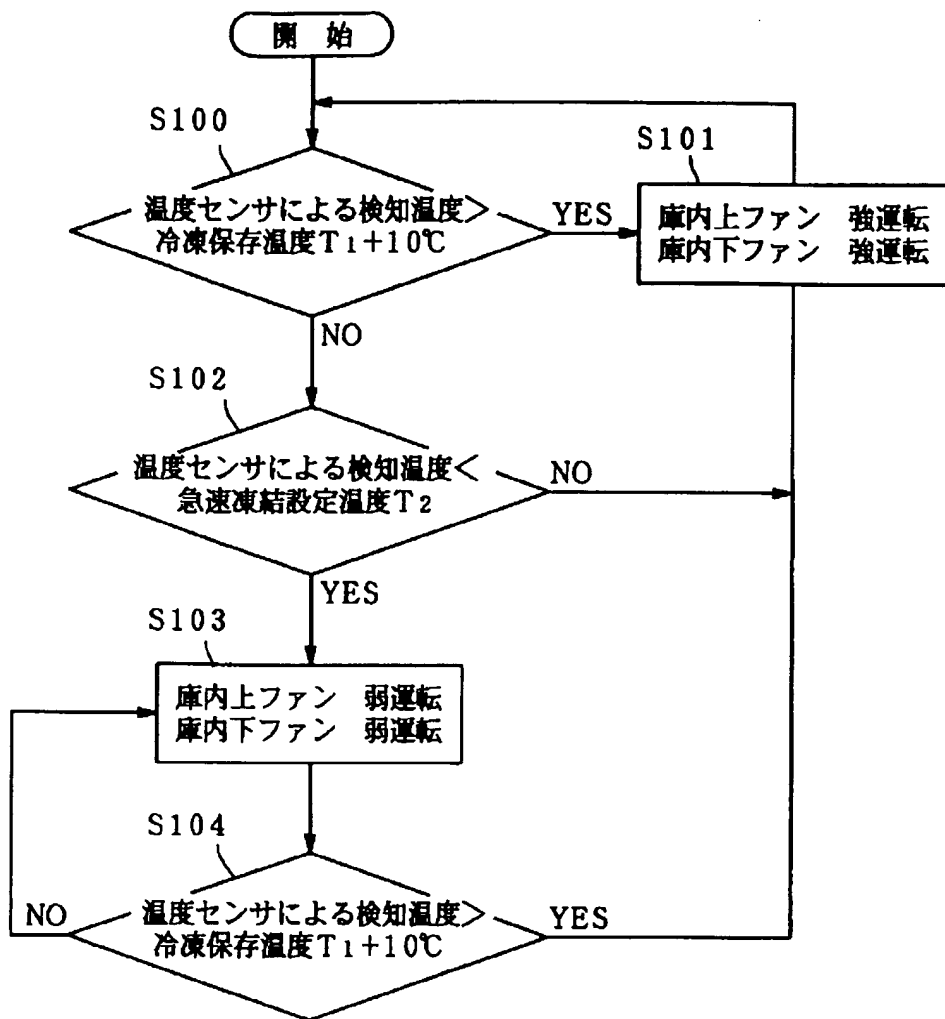 開 始
S100
温度センサによる検知温度＞
冷凍保存温度T1+10℃
YES
S101
庫内上ファン 強運転
庫内下ファン 強運転
NO
S102
温度センサによる検知温度＜
急速凍結設定温度T2
NO
YES
S103
庫内上ファン 弱運転
庫内下ファン 弱運転
S104
温度センサによる検知温度＞
冷凍保存温度T1+10℃
NO
YES